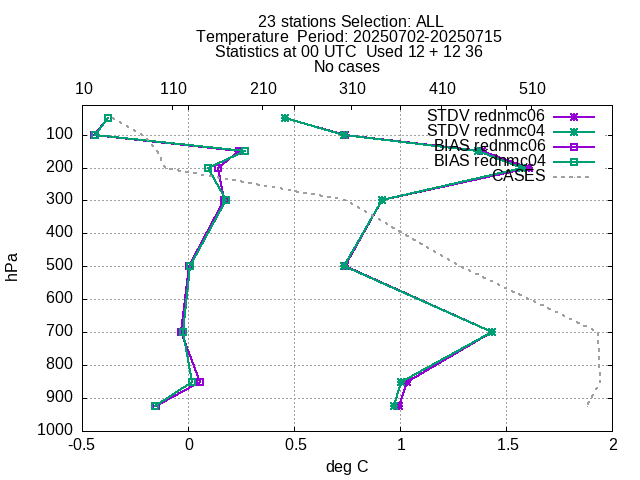 23 stations Selection: ALL
Temperature  Period: 20250702-20250715
Statistics at 00 UTC  Used 12 + 12 36
No cases
10 110 210 310 410 510
STDV rednmc06
STDV rednmc04
BIAS rednmc06
BIAS rednmc04
CASES
100
200
300
400
500
600
700
800
900
1000
hPa
-0.5 0 0.5 1 1.5 2
deg C